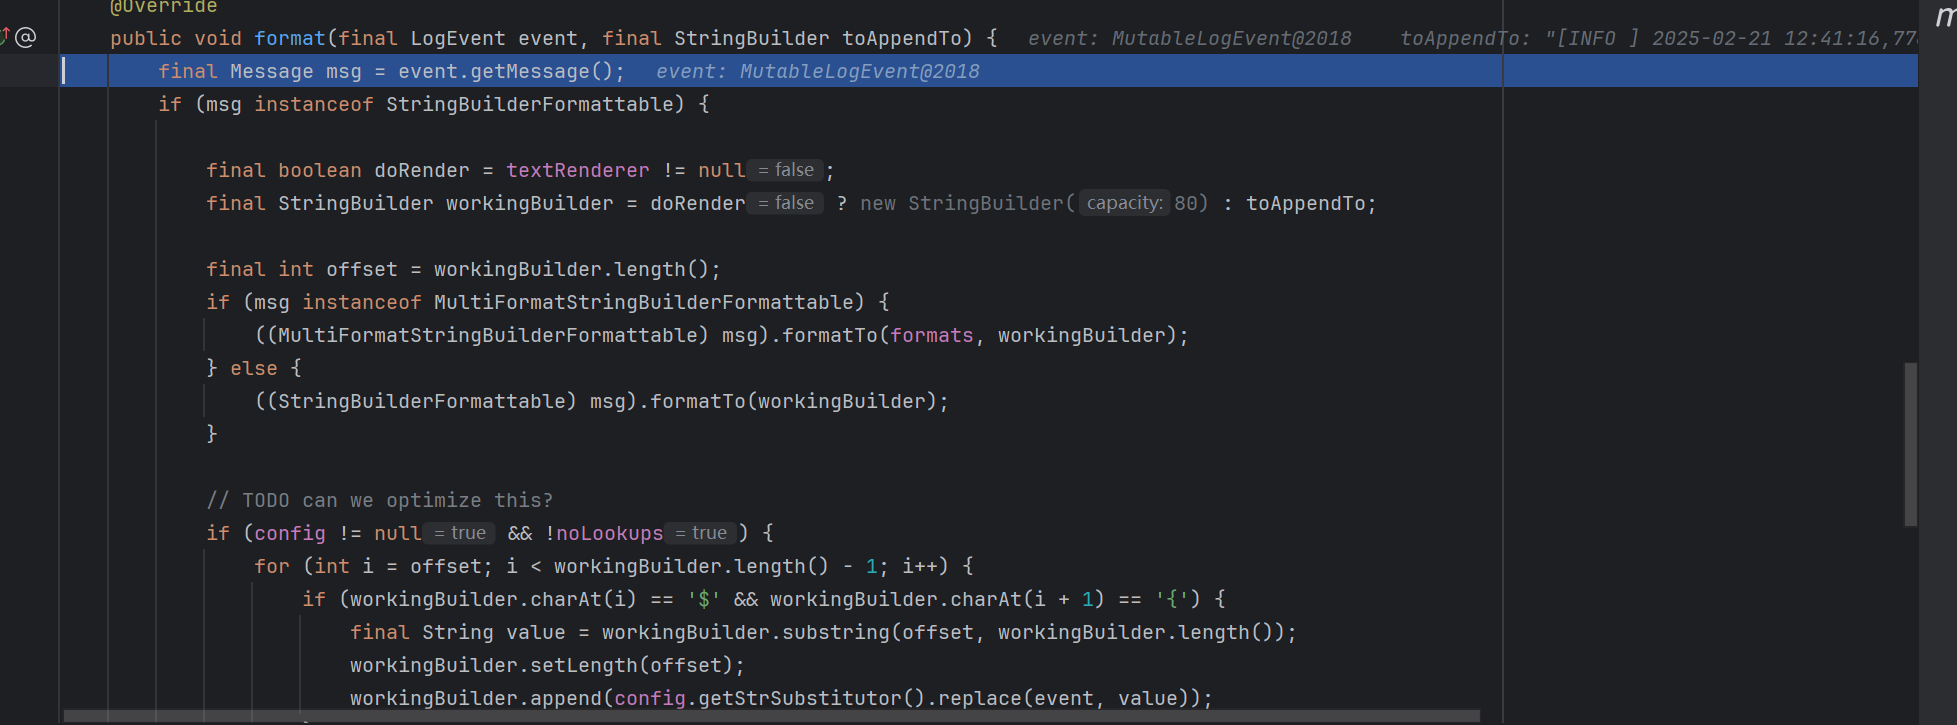 @Override
@ public void format(final LogEvent event, final StringBuilder toAppendTo) { event: MutableLogEvent@2018 toAppendTo: "[INFO ] 2025-02-21 12:41:16,77
final Message msg = event.getMessage(); event: MutableLogEvent@2018
if (msg instanceof StringBuilderFormattable) {
final boolean doRender = textRenderer != null = false ;
final StringBuilder workingBuilder = doRender = false ? new StringBuilder( capacity: 80) : toAppendTo;
final int offset = workingBuilder.length();
if (msg instanceof MultiFormatStringBuilderFormattable) {
((MultiFormatStringBuilderFormattable) msg).formatTo(formats, workingBuilder);
} else {
((StringBuilderFormattable) msg).formatTo(workingBuilder);
}
// TODO can we optimize this?
if (config != null = true && !noLookups = true ) {
for (int i = offset; i < workingBuilder.length() - 1; i++) {
if (workingBuilder.charAt(i) == '$' && workingBuilder.charAt(i + 1) == '{') {
final String value = workingBuilder.substring(offset, workingBuilder.length());
workingBuilder.setLength(offset);
workingBuilder.append(config.getStrSubstitutor().replace(event, value));